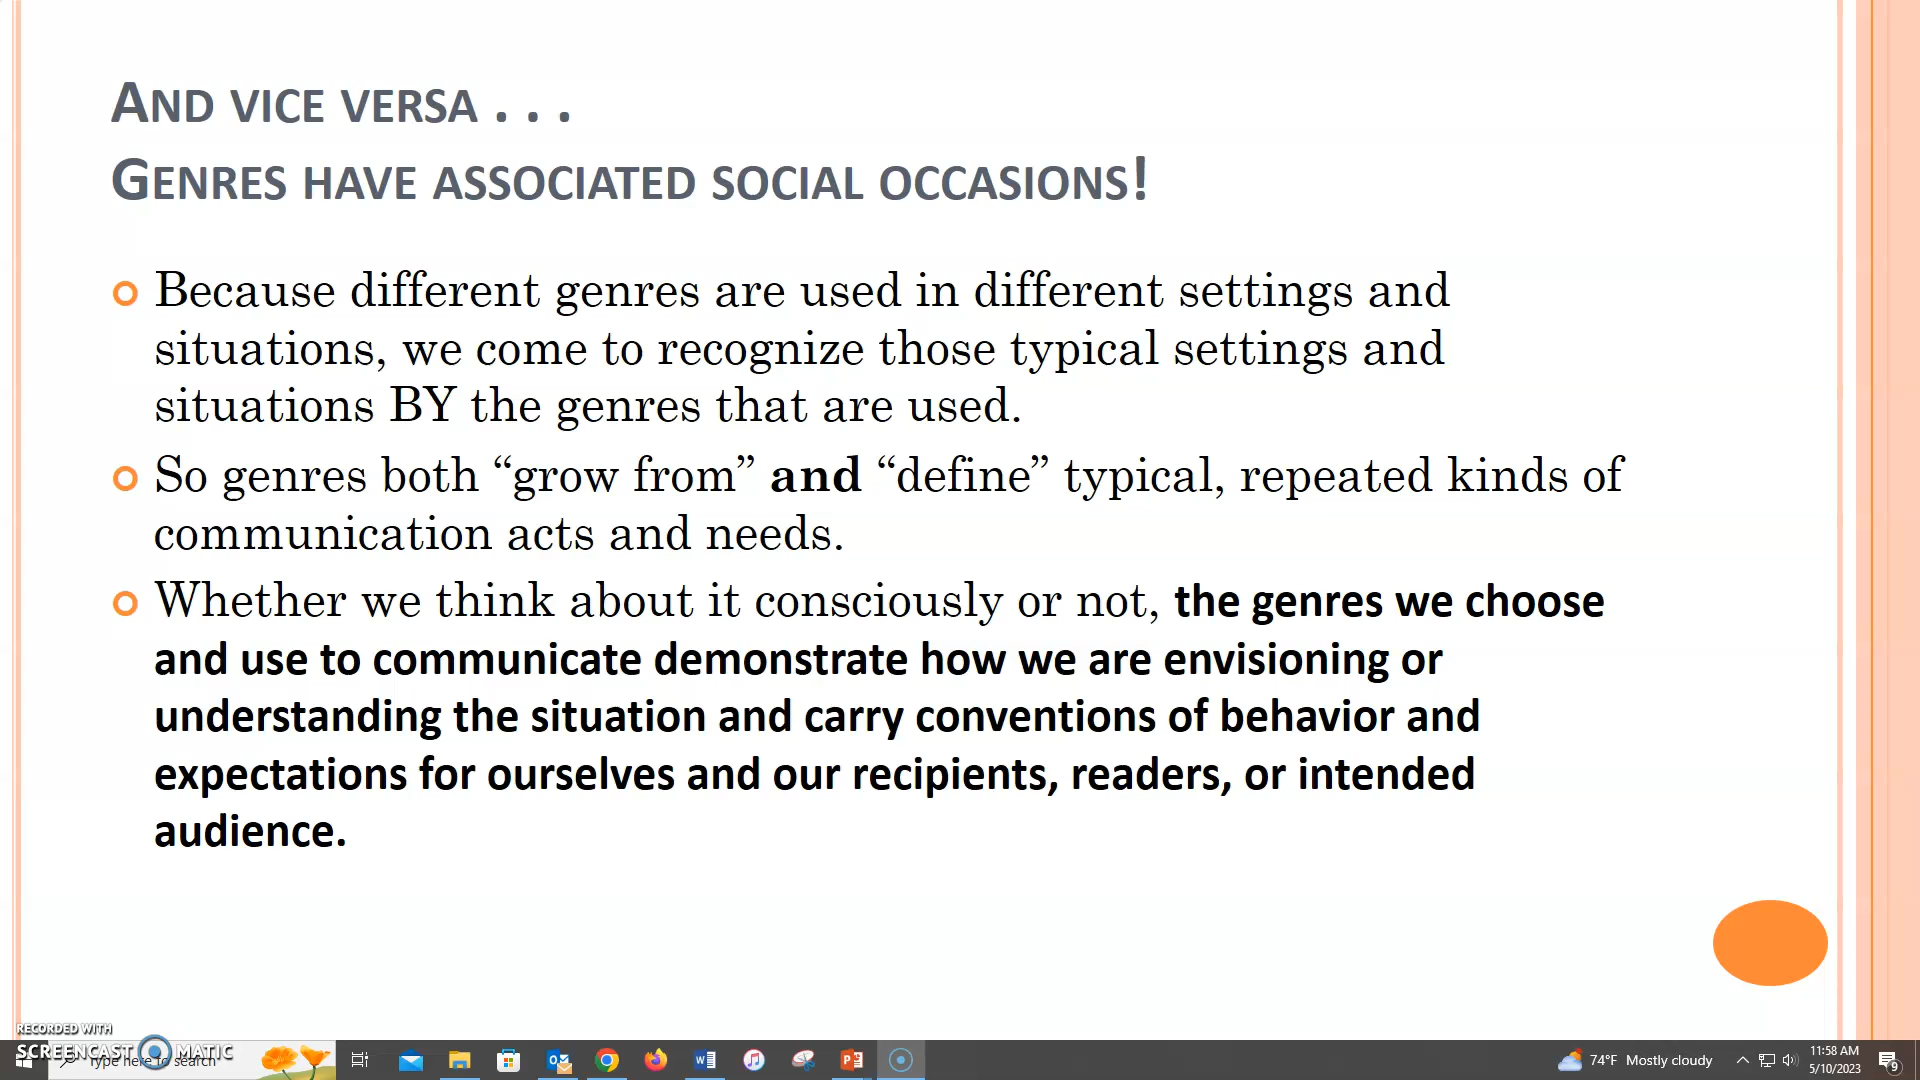 AND VICE VERSA . . .
GENRES HAVE ASSOCIATED SOCIAL OCCASIONS!
Because different genres are used in different settings and
situations, we come to recognize those typical settings and
situations BY the genres that are used.
So genres both “grow from” and “define” typical, repeated kinds of
communication acts and needs.
Whether we think about it consciously or not, the genres we choose
and use to communicate demonstrate how we are envisioning or
understanding the situation and carry conventions of behavior and
expectations for ourselves and our recipients, readers, or intended
audience.
RECORDED WITH
SCREENCAST MATIC
Type here to search
74°F Mostly cloudy
11:58 AM
5/10/2023
9